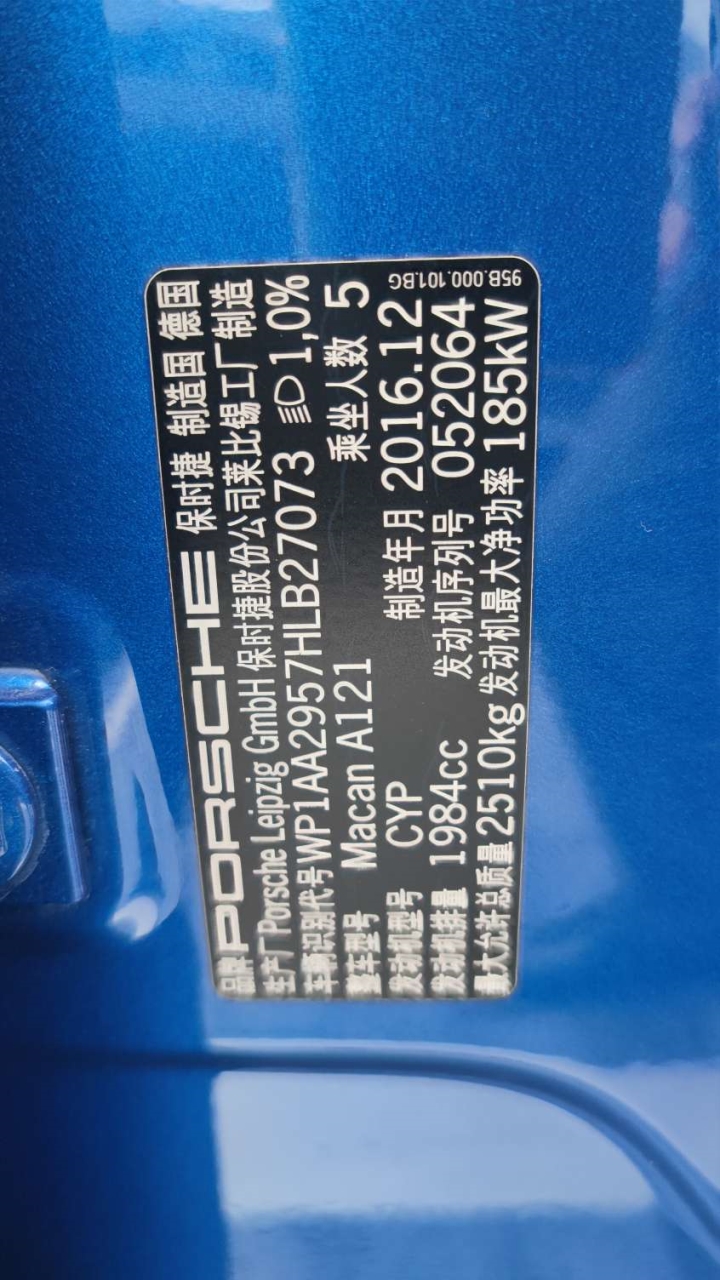 品牌 PORSCHE 保时捷 制造国 德国
生产厂 Porsche Leipzig GmbH 保时捷股份公司莱比锡工厂制造
车辆识别代号 WP1AA2957HLB27073 1,0%
整车型号 Macan A121 乘坐人数 5
发动机型号 CYP 制造年月 2016.12
发动机排量 1984cc 发动机序列号 052064
最大允许总质量 2510kg 发动机最大净功率 185kW
95B.000.101.BG